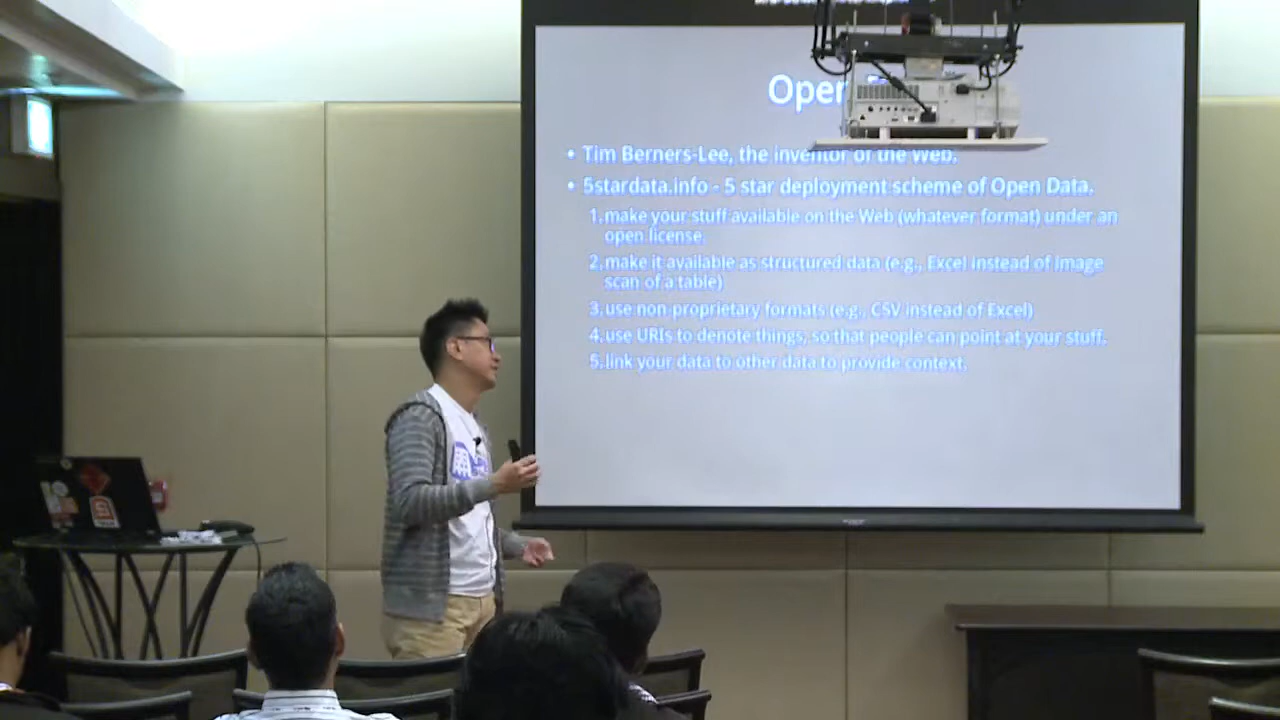 Open
• Tim Berners-Lee, the inventor of the Web.
• 5stardata.info - 5 star deployment scheme of Open Data.
1. make your stuff available on the Web (whatever format) under an
open license
2. make it available as structured data (e.g., Excel instead of image
scan of a table)
3. use non-proprietary formats (e.g., CSV instead of Excel)
4. use URIs to denote things, so that people can point at your stuff.
5. link your data to other data to provide context.